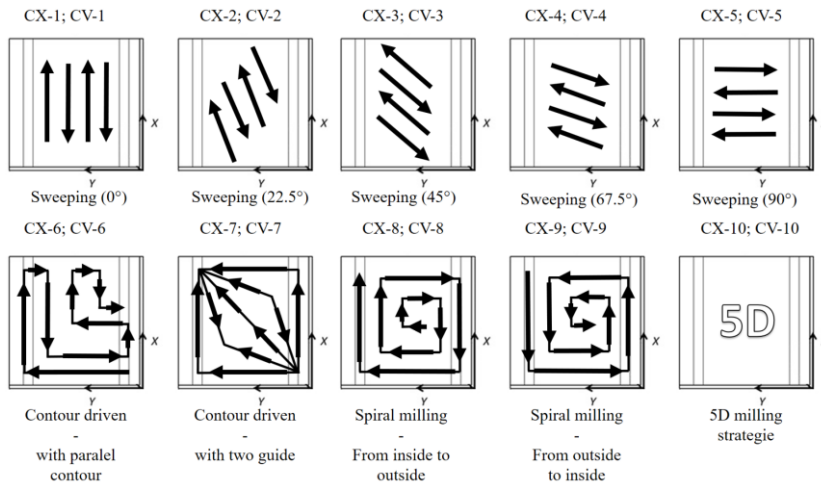 CX-1; CV-1
CX-2; CV-2
CX-3; CV-3
CX-4; CV-4
CX-5; CV-5
X
X
X
X
X
Y
Y
Y
Y
Y
Sweeping (0°)
Sweeping (22.5°)
Sweeping (45°)
Sweeping (67.5°)
Sweeping (90°)
CX-6; CV-6
CX-7; CV-7
CX-8; CV-8
CX-9; CV-9
CX-10; CV-10
5D
X
X
X
X
X
Y
Y
Y
Y
Y
Contour driven
-
with paralel
contour
Contour driven
-
with two guide
Spiral milling
-
From inside to
outside
Spiral milling
-
From outside
to inside
5D milling
strategie